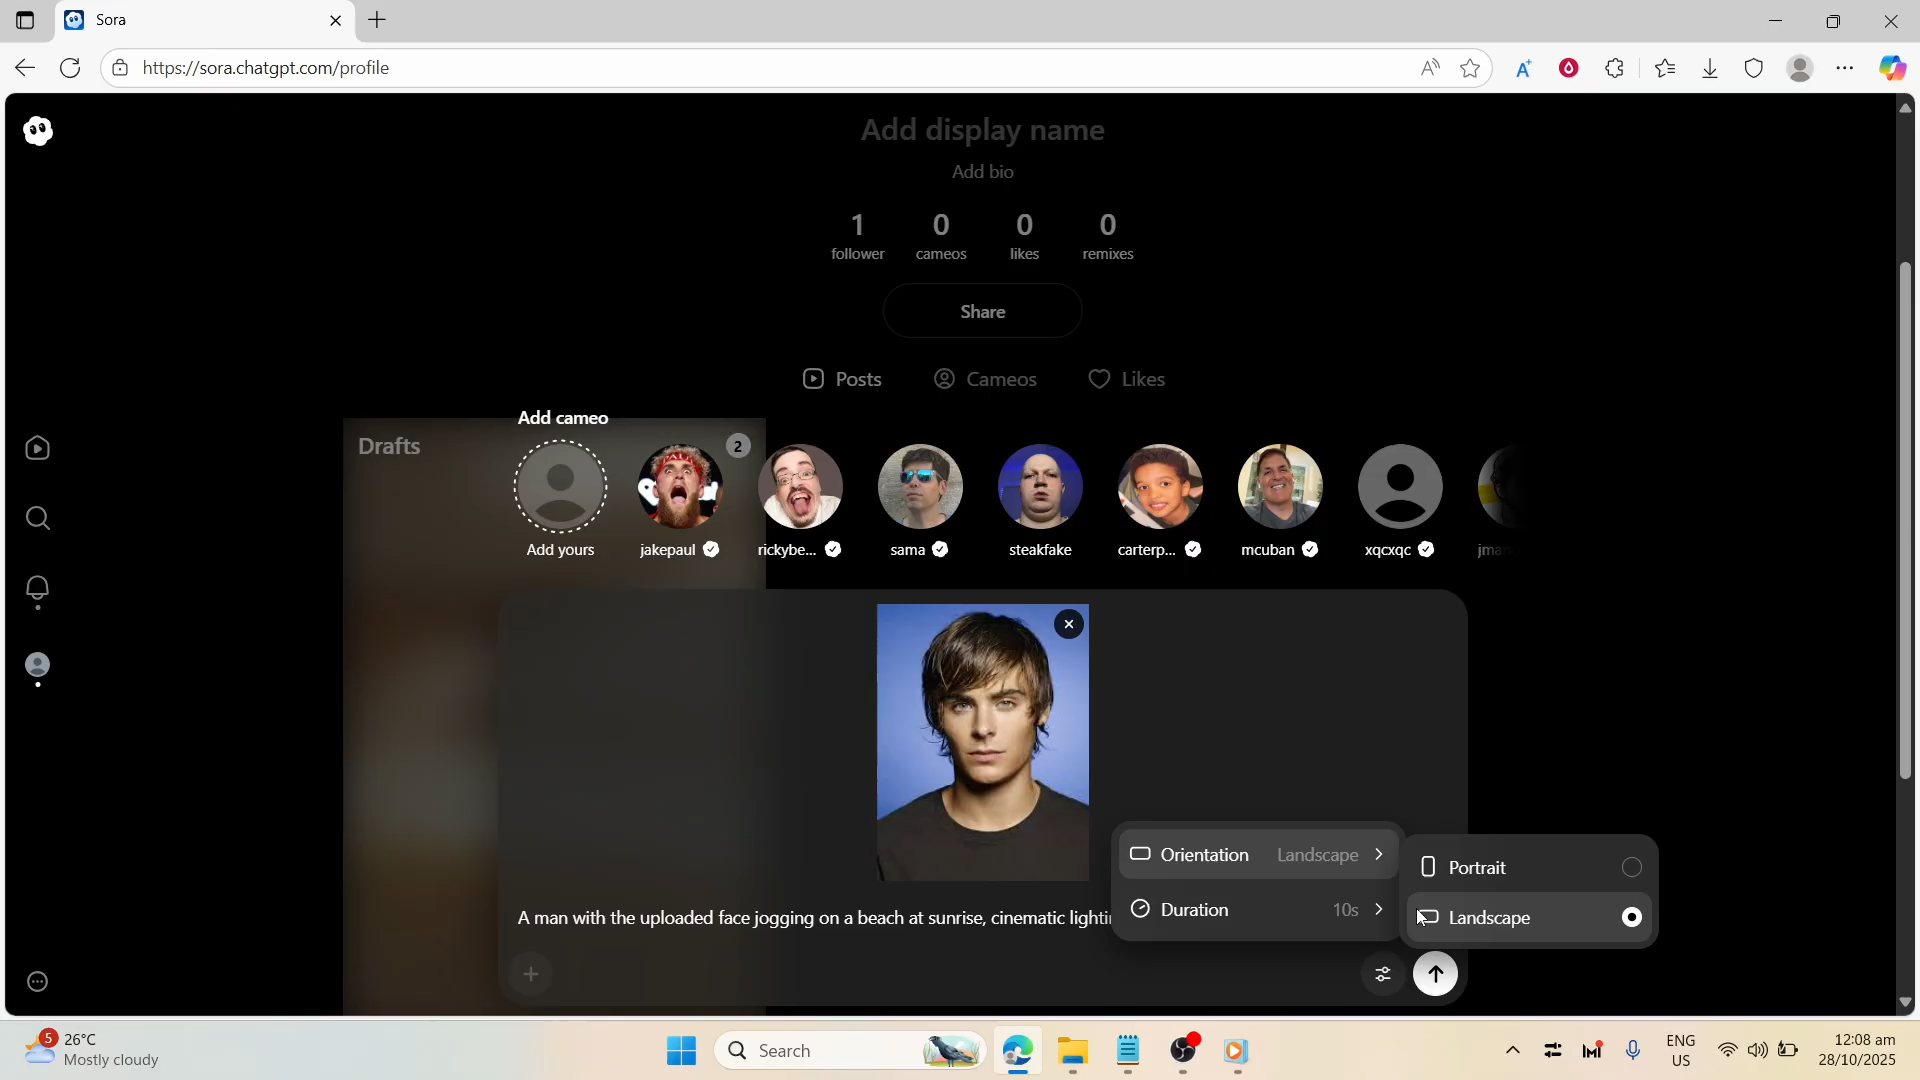 Sora
https://sora.chatgpt.com/profile
Add display name
Add bio
1 0 0 0
follower cameos likes remixes
Share
Posts Cameos Likes
Add cameo
Drafts
2
Add yours jakepaul rickybe... sama steakfake carterp... mcuban xqcxqc
Orientation Landscape
Portrait
A man with the uploaded face jogging on a beach at sunrise, cinematic
Duration 10s
Landscape
5
26°C
Mostly cloudy
Search
ENG
US
12:08 am
28/10/2025